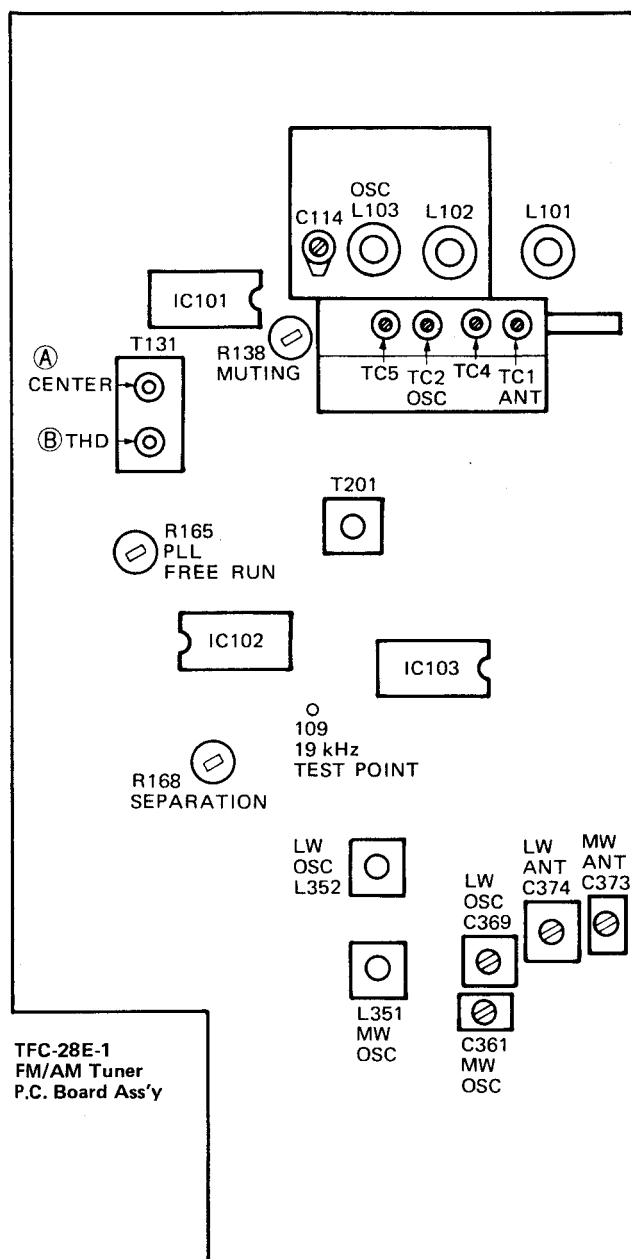 OSC
C114
L103
L102
L101
IC101
R138
MUTING
TC5
TC2
OSC
TC4
TC1
ANT
T131
Ⓐ
CENTER
Ⓑ THD
T201
R165
PLL
FREE RUN
IC102
IC103
109
19 kHz
TEST POINT
R168
SEPARATION
LW
OSC
L352
LW
OSC
C369
LW
ANT
C374
MW
ANT
C373
L351
MW
OSC
C361
MW
OSC
TFC-28E-1
FM/AM Tuner
P.C. Board Ass'y